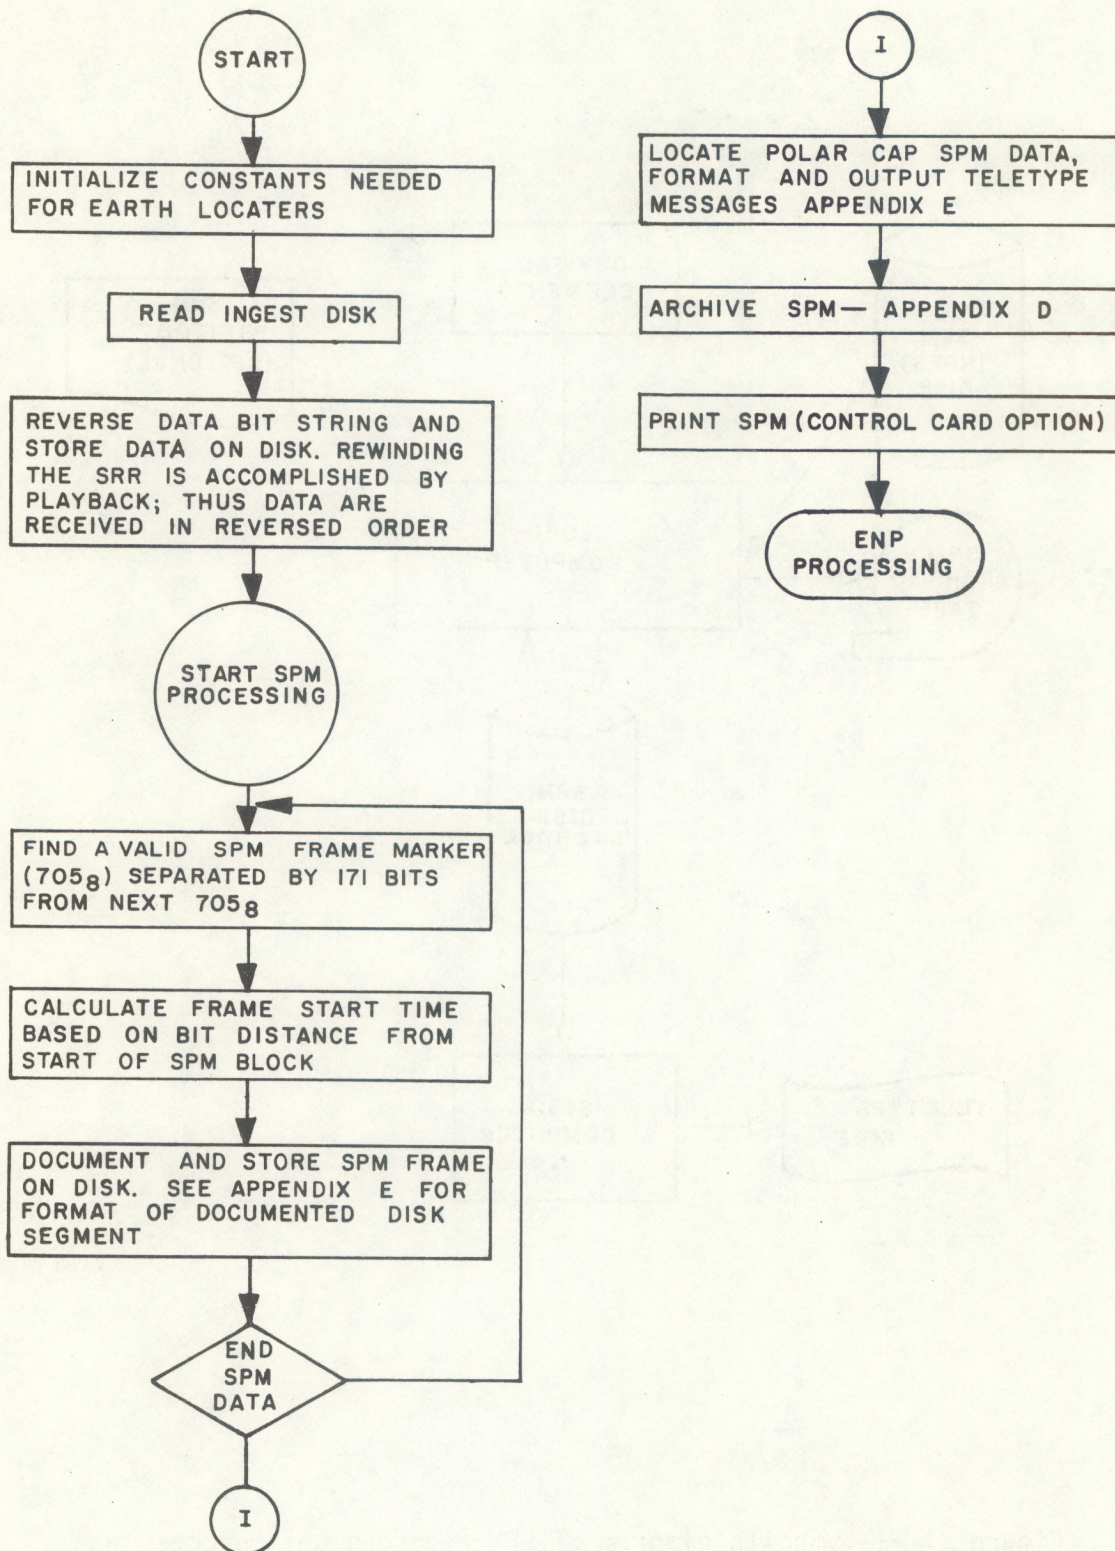 START
INITIALIZE CONSTANTS NEEDED
FOR EARTH LOCATERS
READ INGEST DISK
REVERSE DATA BIT STRING AND
STORE DATA ON DISK. REWINDING
THE SRR IS ACCOMPLISHED BY
PLAYBACK; THUS DATA ARE
RECEIVED IN REVERSED ORDER
START SPM
PROCESSING
FIND A VALID SPM FRAME MARKER
(705₈) SEPARATED BY 171 BITS
FROM NEXT 705₈
CALCULATE FRAME START TIME
BASED ON BIT DISTANCE FROM
START OF SPM BLOCK
DOCUMENT AND STORE SPM FRAME
ON DISK. SEE APPENDIX E FOR
FORMAT OF DOCUMENTED DISK
SEGMENT
END
SPM
DATA
I
I
LOCATE POLAR CAP SPM DATA,
FORMAT AND OUTPUT TELETYPE
MESSAGES APPENDIX E
ARCHIVE SPM— APPENDIX D
PRINT SPM (CONTROL CARD OPTION)
ENP
PROCESSING